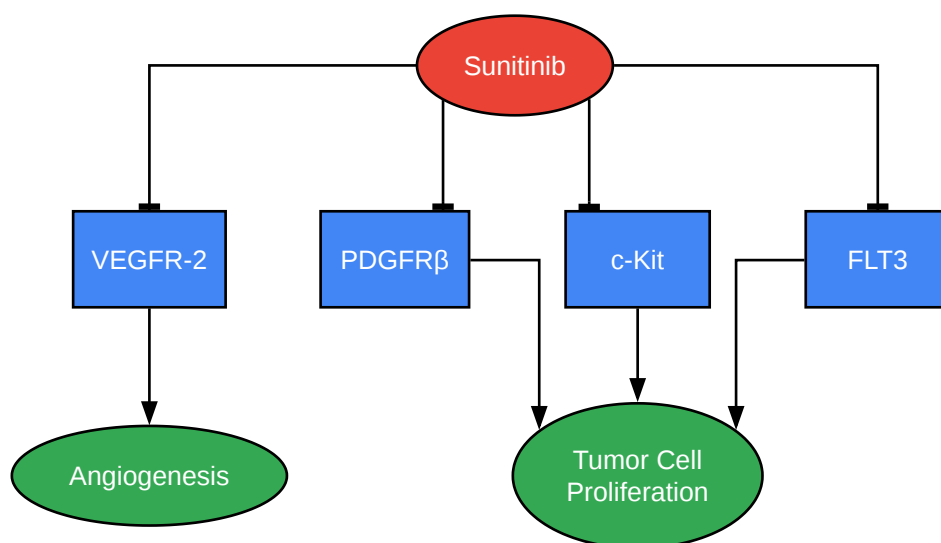 Sunitinib
VEGFR-2
PDGFRβ
c-Kit
FLT3
Angiogenesis
Tumor Cell
Proliferation